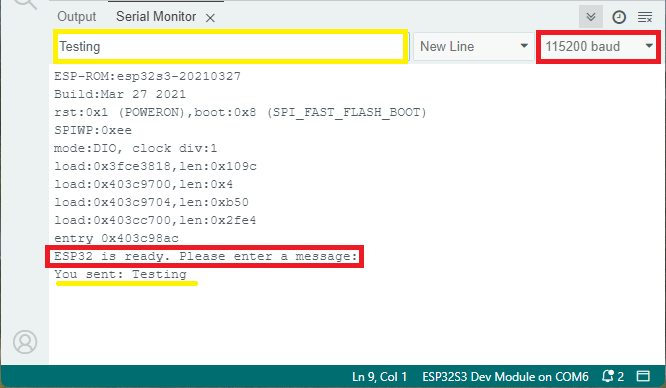 Output Serial Monitor
Testing New Line 115200 baud
ESP-ROM:esp32s3-20210327
Build:Mar 27 2021
rst:0x1 (POWERON),boot:0x8 (SPI_FAST_FLASH_BOOT)
SPIWP:0xee
mode:DIO, clock div:1
load:0x3fce3818,len:0x109c
load:0x403c9700,len:0x4
load:0x403c9704,len:0xb50
load:0x403cc700,len:0x2fe4
entry 0x403c98ac
ESP32 is ready. Please enter a message:
You sent: Testing
Ln 9, Col 1 ESP32S3 Dev Module on COM6 2